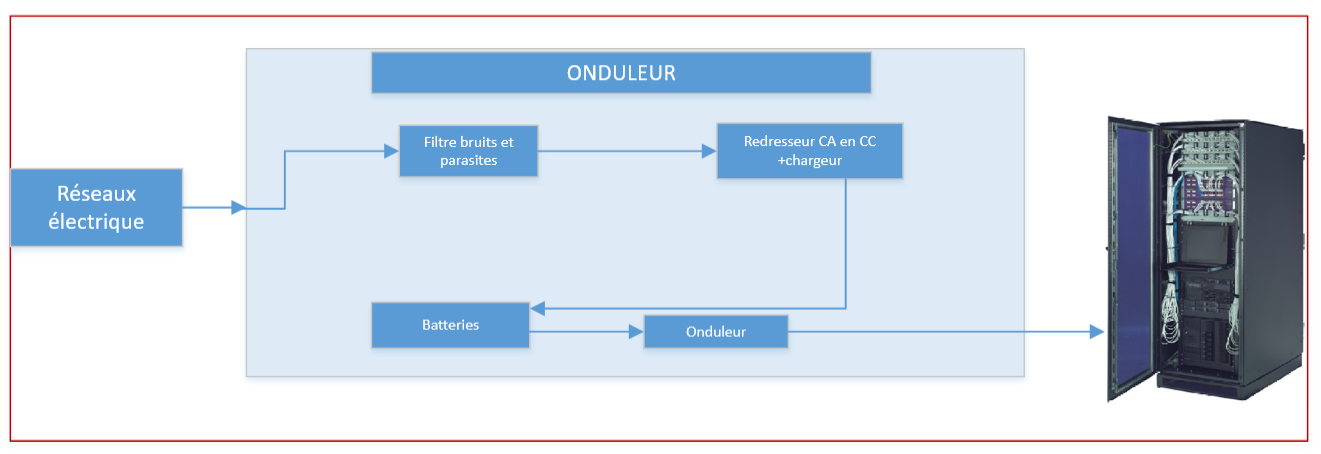 ONDULEUR
Filtre bruits et
parasites
Redresseur CA en CC
+chargeur
Réseaux
électrique
Batteries
Onduleur